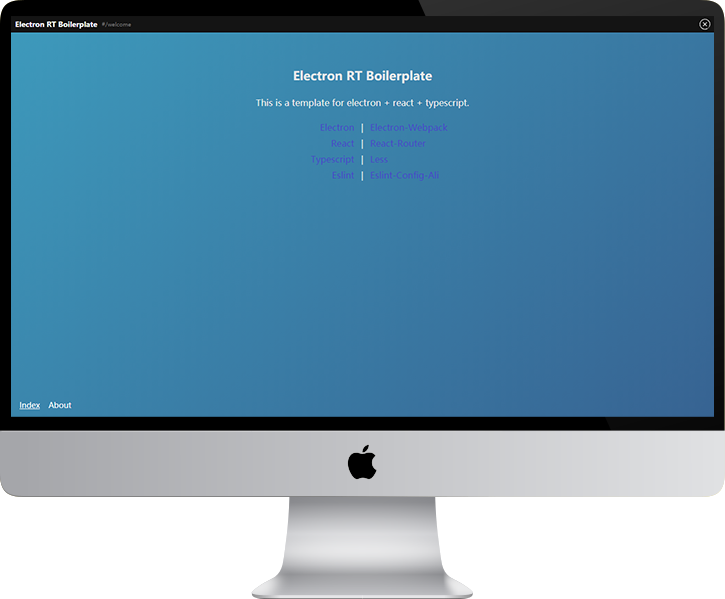 Electron RT Boilerplate #/welcome
Electron RT Boilerplate
This is a template for electron + react + typescript.
Electron | Electron-Webpack
React | React-Router
Typescript | Less
Eslint | Eslint-Config-Ali
Index About